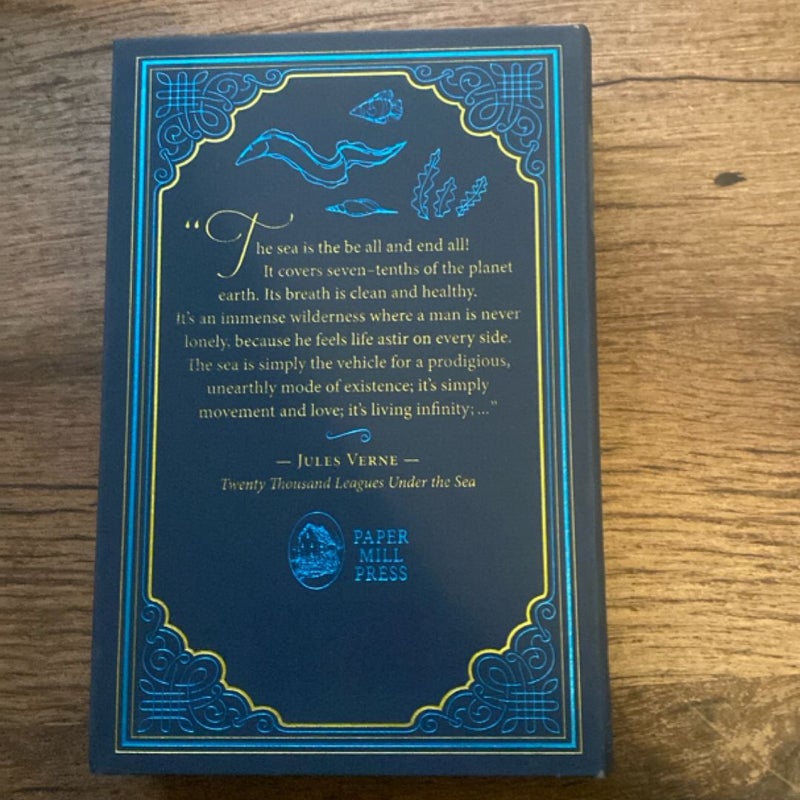 “The sea is the be all and end all!
It covers seven-tenths of the planet
earth. Its breath is clean and healthy.
It's an immense wilderness where a man is never
lonely, because he feels life astir on every side.
The sea is simply the vehicle for a prodigious,
unearthly mode of existence; it's simply
movement and love; it's living infinity; ...”
— JULES VERNE —
Twenty Thousand Leagues Under the Sea
PAPER
MILL
PRESS